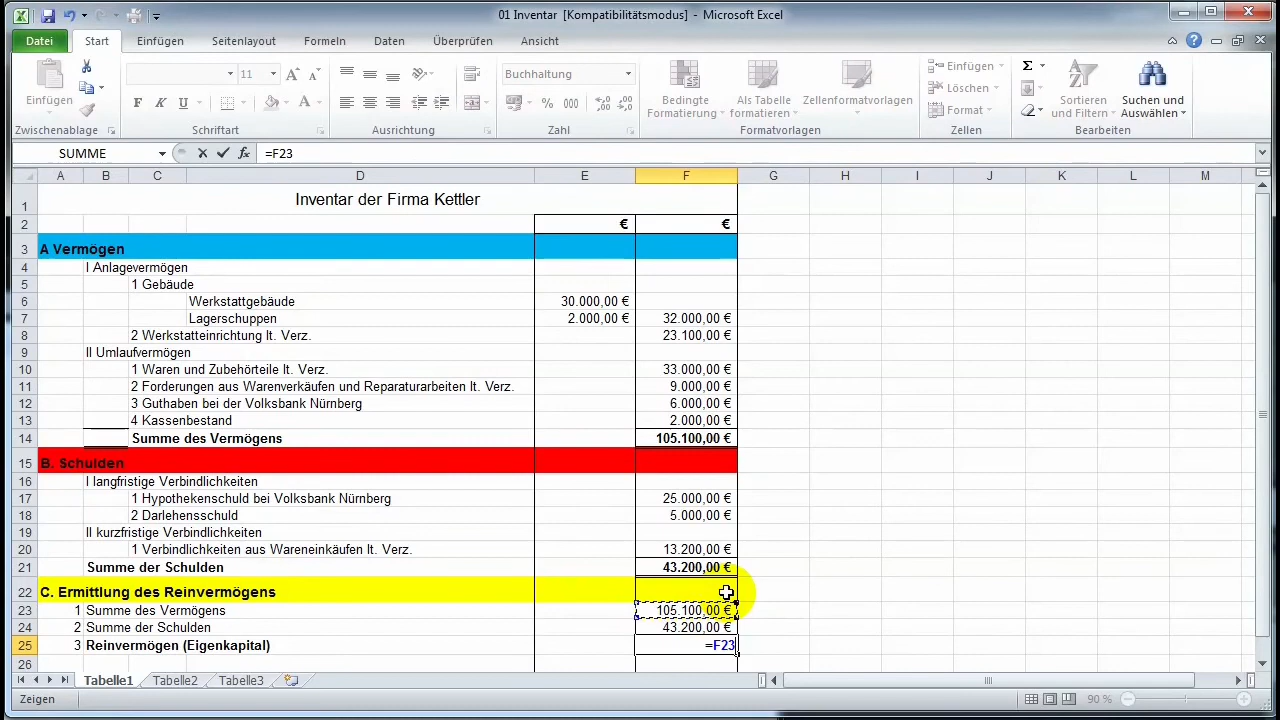 01 Inventar [Kompatibilitätsmodus] - Microsoft Excel
Datei Start Einfügen Seitenlayout Formeln Daten Überprüfen Ansicht
11 Buchhaltung Einfügen Σ
Einfügen F K U A % 000 Bedingte Formatierung Als Tabelle formatieren Zellenformatvorlagen Löschen Format Sortieren und Filtern Suchen und Auswählen
Zwischenablage Schriftart Ausrichtung Zahl Formatvorlagen Zellen Bearbeiten
SUMME fx =F23
A B C D E F G H I J K L M
1 Inventar der Firma Kettler
2 € €
3 A Vermögen
4 I Anlagevermögen
5 1 Gebäude
6 Werkstattgebäude 30.000,00 €
7 Lagerschuppen 2.000,00 € 32.000,00 €
8 2 Werkstatteinrichtung lt. Verz. 23.100,00 €
9 II Umlaufvermögen
10 1 Waren und Zubehörteile lt. Verz. 33.000,00 €
11 2 Forderungen aus Warenverkäufen und Reparaturarbeiten lt. Verz. 9.000,00 €
12 3 Guthaben bei der Volksbank Nürnberg 6.000,00 €
13 4 Kassenbestand 2.000,00 €
14 Summe des Vermögens 105.100,00 €
15 B. Schulden
16 I langfristige Verbindlichkeiten
17 1 Hypothekenschuld bei Volksbank Nürnberg 25.000,00 €
18 2 Darlehensschuld 5.000,00 €
19 II kurzfristige Verbindlichkeiten
20 1 Verbindlichkeiten aus Wareneinkäufen lt. Verz. 13.200,00 €
21 Summe der Schulden 43.200,00 €
22 C. Ermittlung des Reinvermögens
23 1 Summe des Vermögens 105.100,00 €
24 2 Summe der Schulden 43.200,00 €
25 3 Reinvermögen (Eigenkapital) =F23
26
Tabelle1 Tabelle2 Tabelle3
Zeigen 90 %